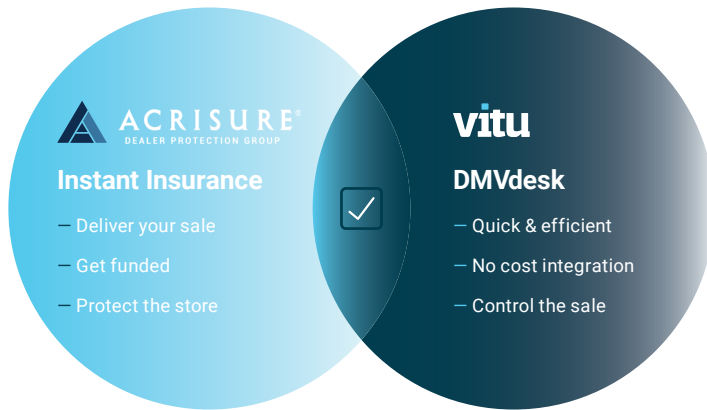 ACRISURE®
DEALER PROTECTION GROUP
Instant Insurance
— Deliver your sale
— Get funded
— Protect the store
vitu
DMVdesk
— Quick & efficient
— No cost integration
— Control the sale